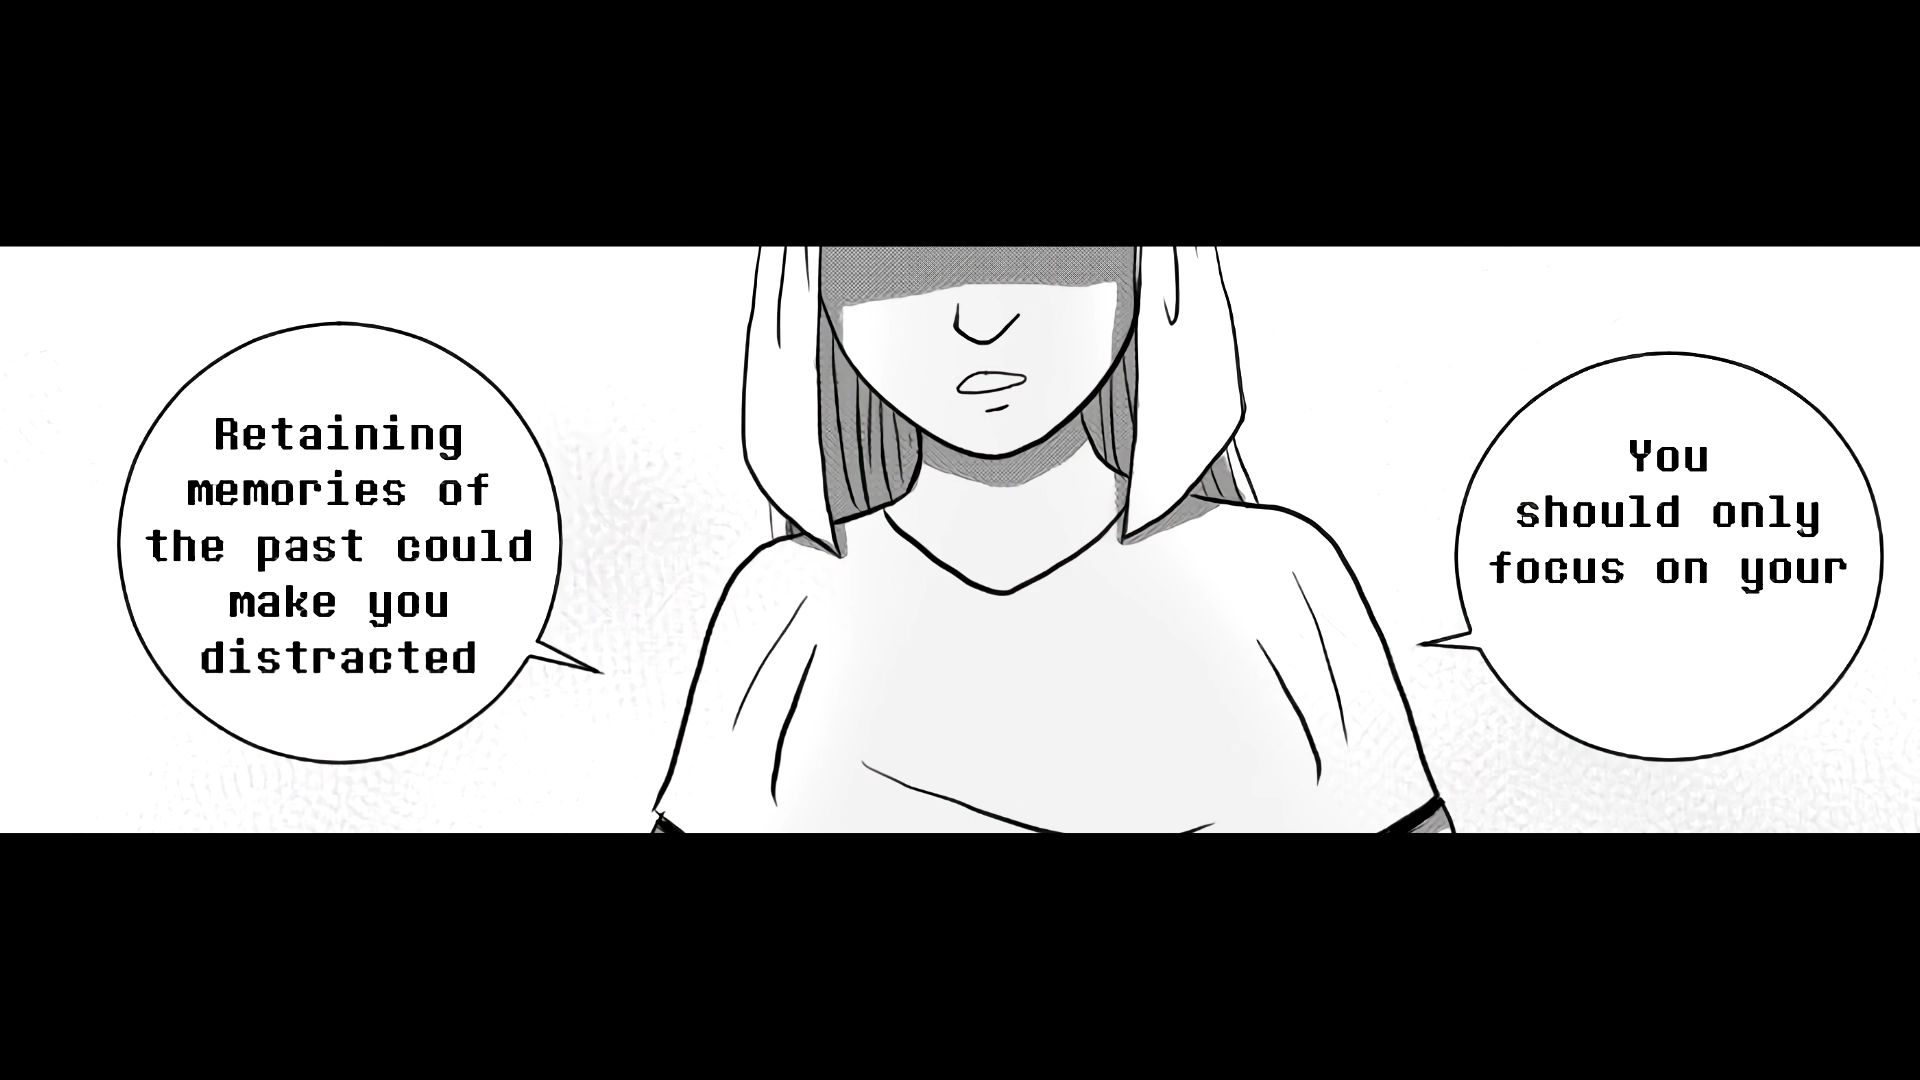 Retaining
memories of
the past could
make you
distracted
You
should only
focus on your